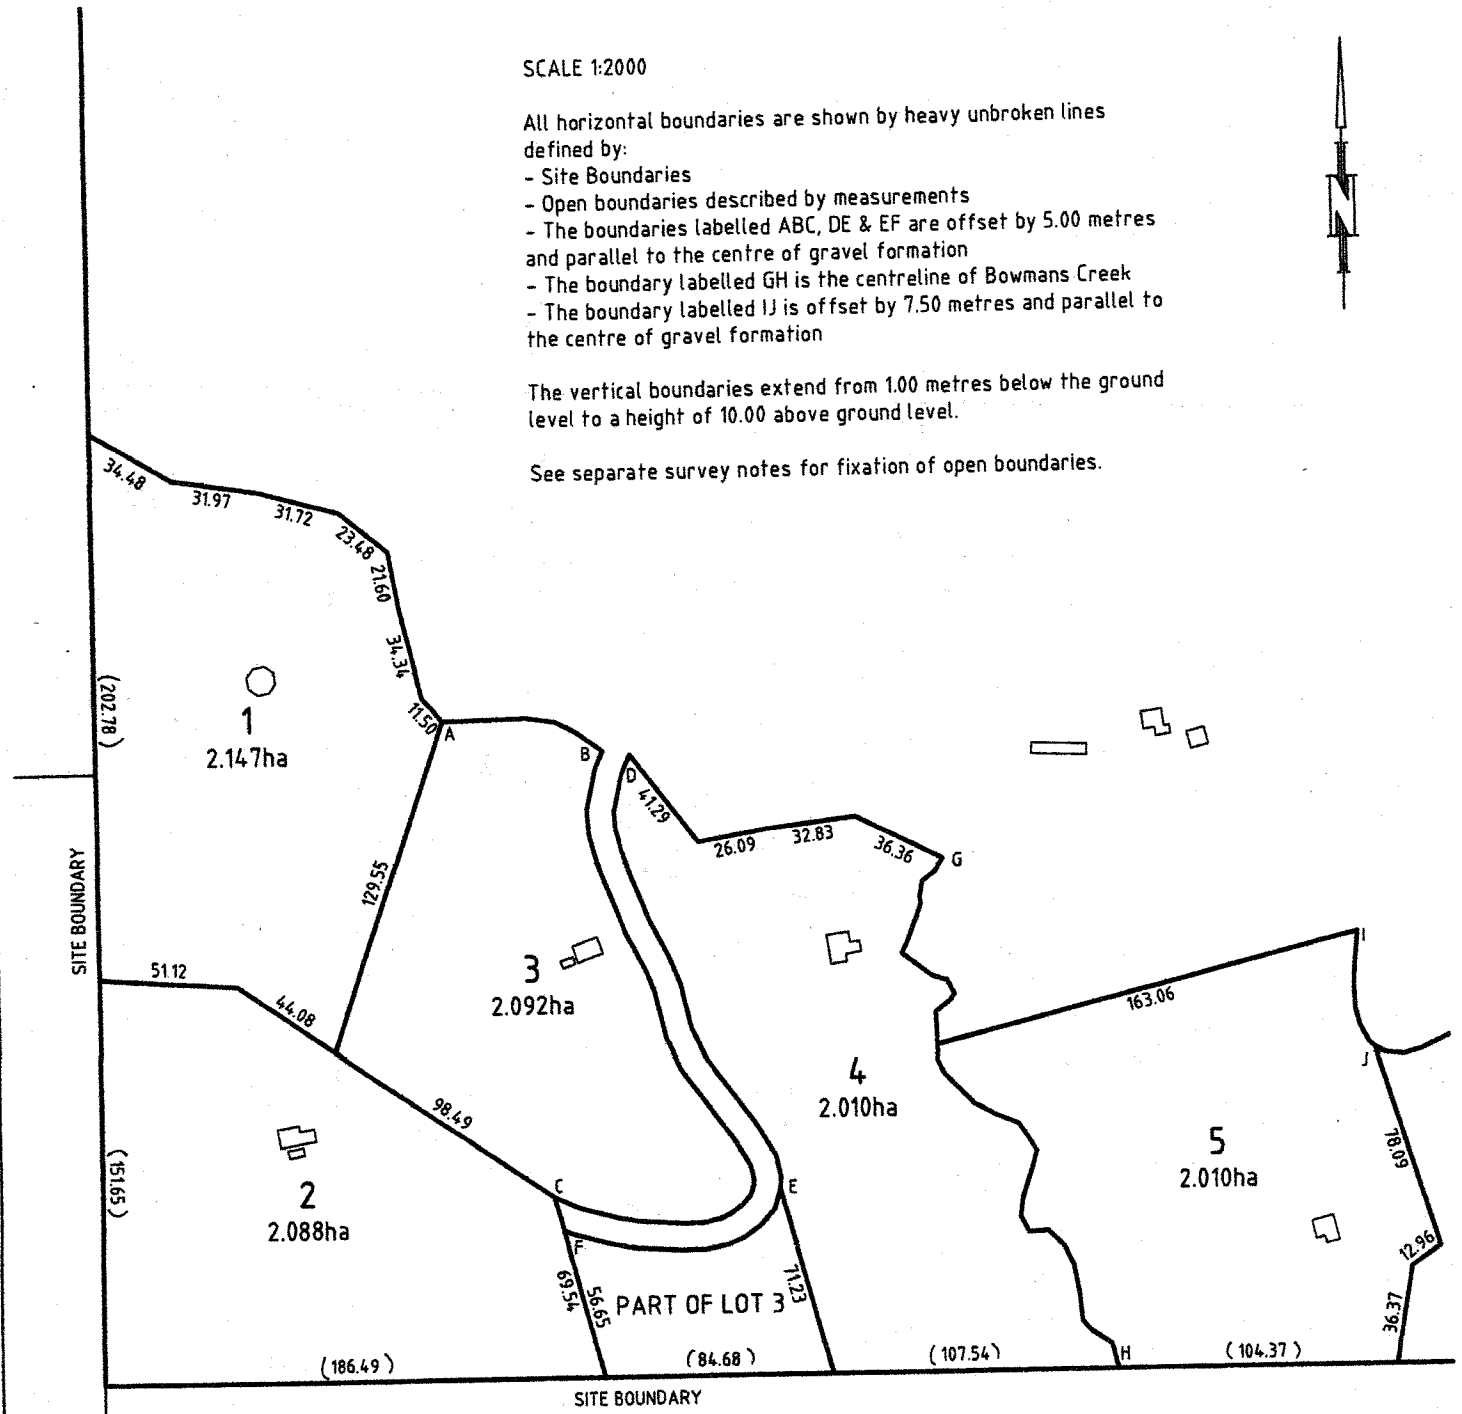 SCALE 1:2000
All horizontal boundaries are shown by heavy unbroken lines
defined by:
- Site Boundaries
- Open boundaries described by measurements
- The boundaries labelled ABC, DE & EF are offset by 5.00 metres
and parallel to the centre of gravel formation
- The boundary labelled GH is the centreline of Bowmans Creek
- The boundary labelled IJ is offset by 7.50 metres and parallel to
the centre of gravel formation
The vertical boundaries extend from 1.00 metres below the ground
level to a height of 10.00 above ground level.
See separate survey notes for fixation of open boundaries.
N
34.48
31.97
31.72
23.48
21.60
34.34
11.50
A
(202.78)
1
2.147ha
B
D
41.29
26.09
32.83
36.36
G
129.55
SITE BOUNDARY
51.12
44.08
3
2.092ha
I
163.06
J
4
2.010ha
98.49
5
2.010ha
78.09
(151.65)
2
2.088ha
C
E
F
69.54
56.65
PART OF LOT 3
71.23
12.96
36.37
(186.49)
(84.68)
(107.54)
H
(104.37)
SITE BOUNDARY